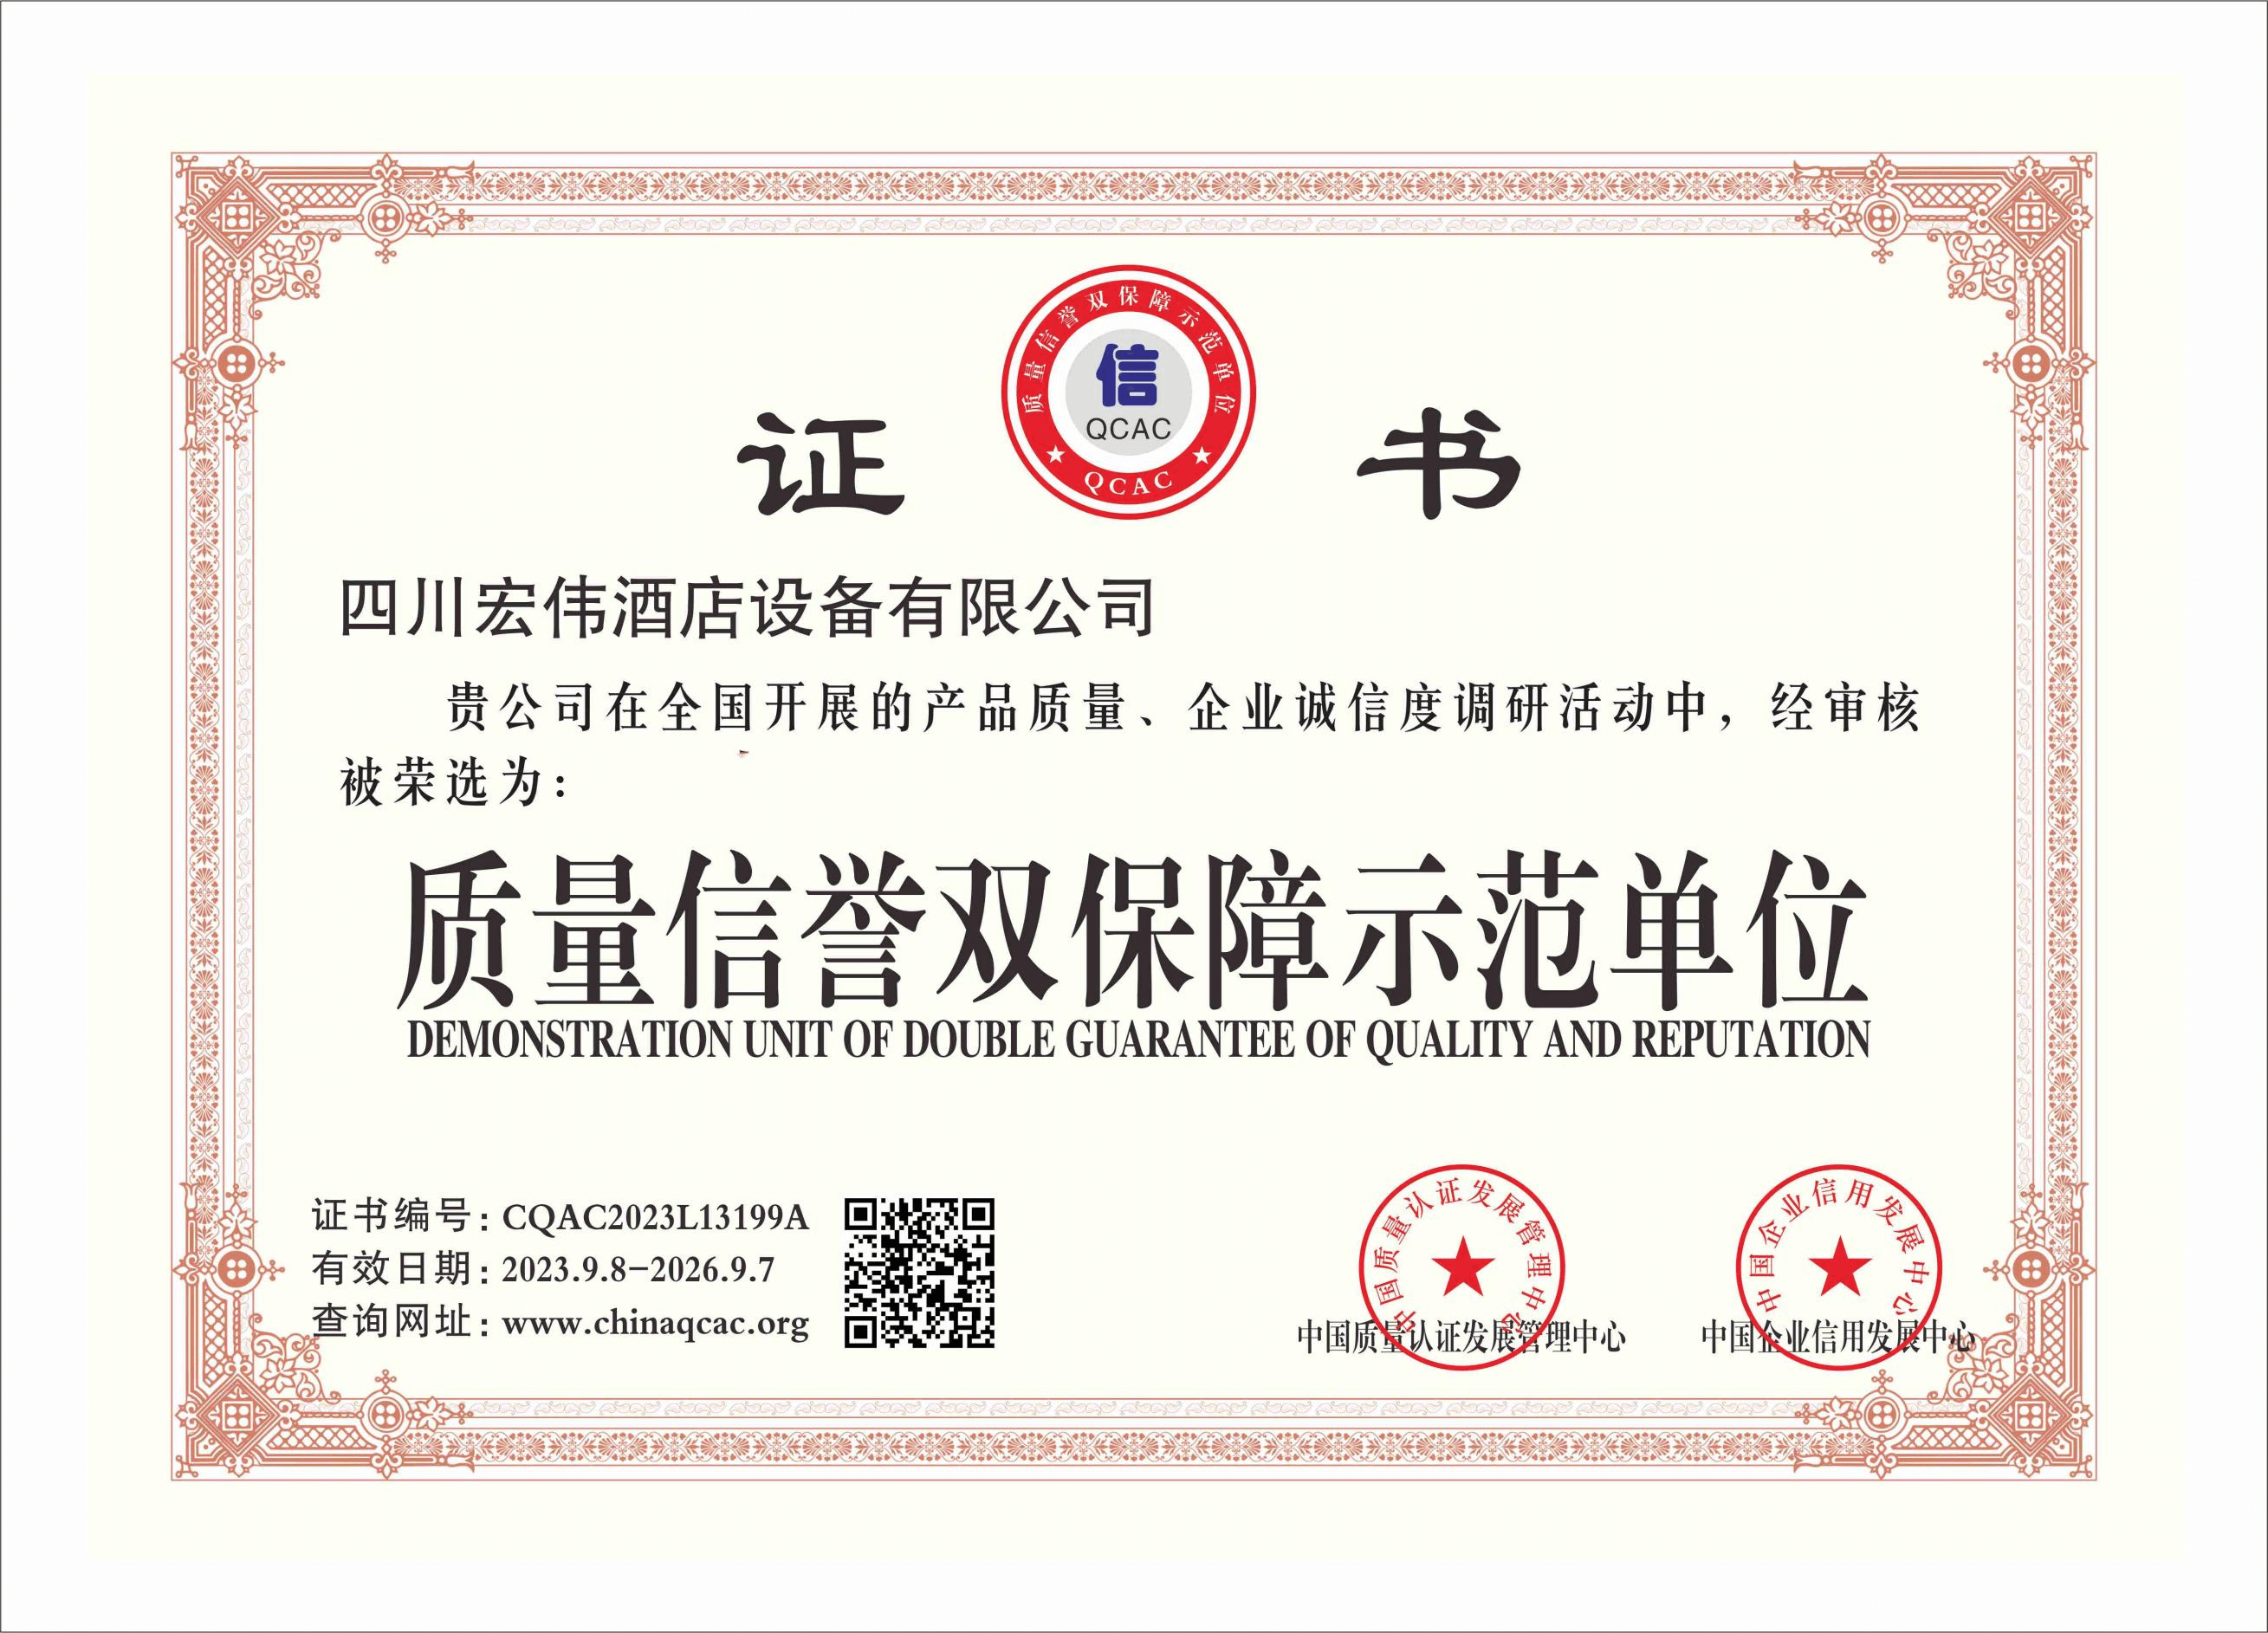 质量信誉双保障示范单位
信
QCAC
QCAC
证 书
四川宏伟酒店设备有限公司
贵公司在全国开展的产品质量、企业诚信度调研活动中，经审核
被荣选为：
质量信誉双保障示范单位
DEMONSTRATION UNIT OF DOUBLE GUARANTEE OF QUALITY AND REPUTATION
证书编号：CQAC2023L13199A
有效日期：2023.9.8-2026.9.7
查询网址：www.chinaqcac.org
中国质量认证发展管理中心
中国质量认证发展管理中心
中国企业信用发展中心
中国企业信用发展中心